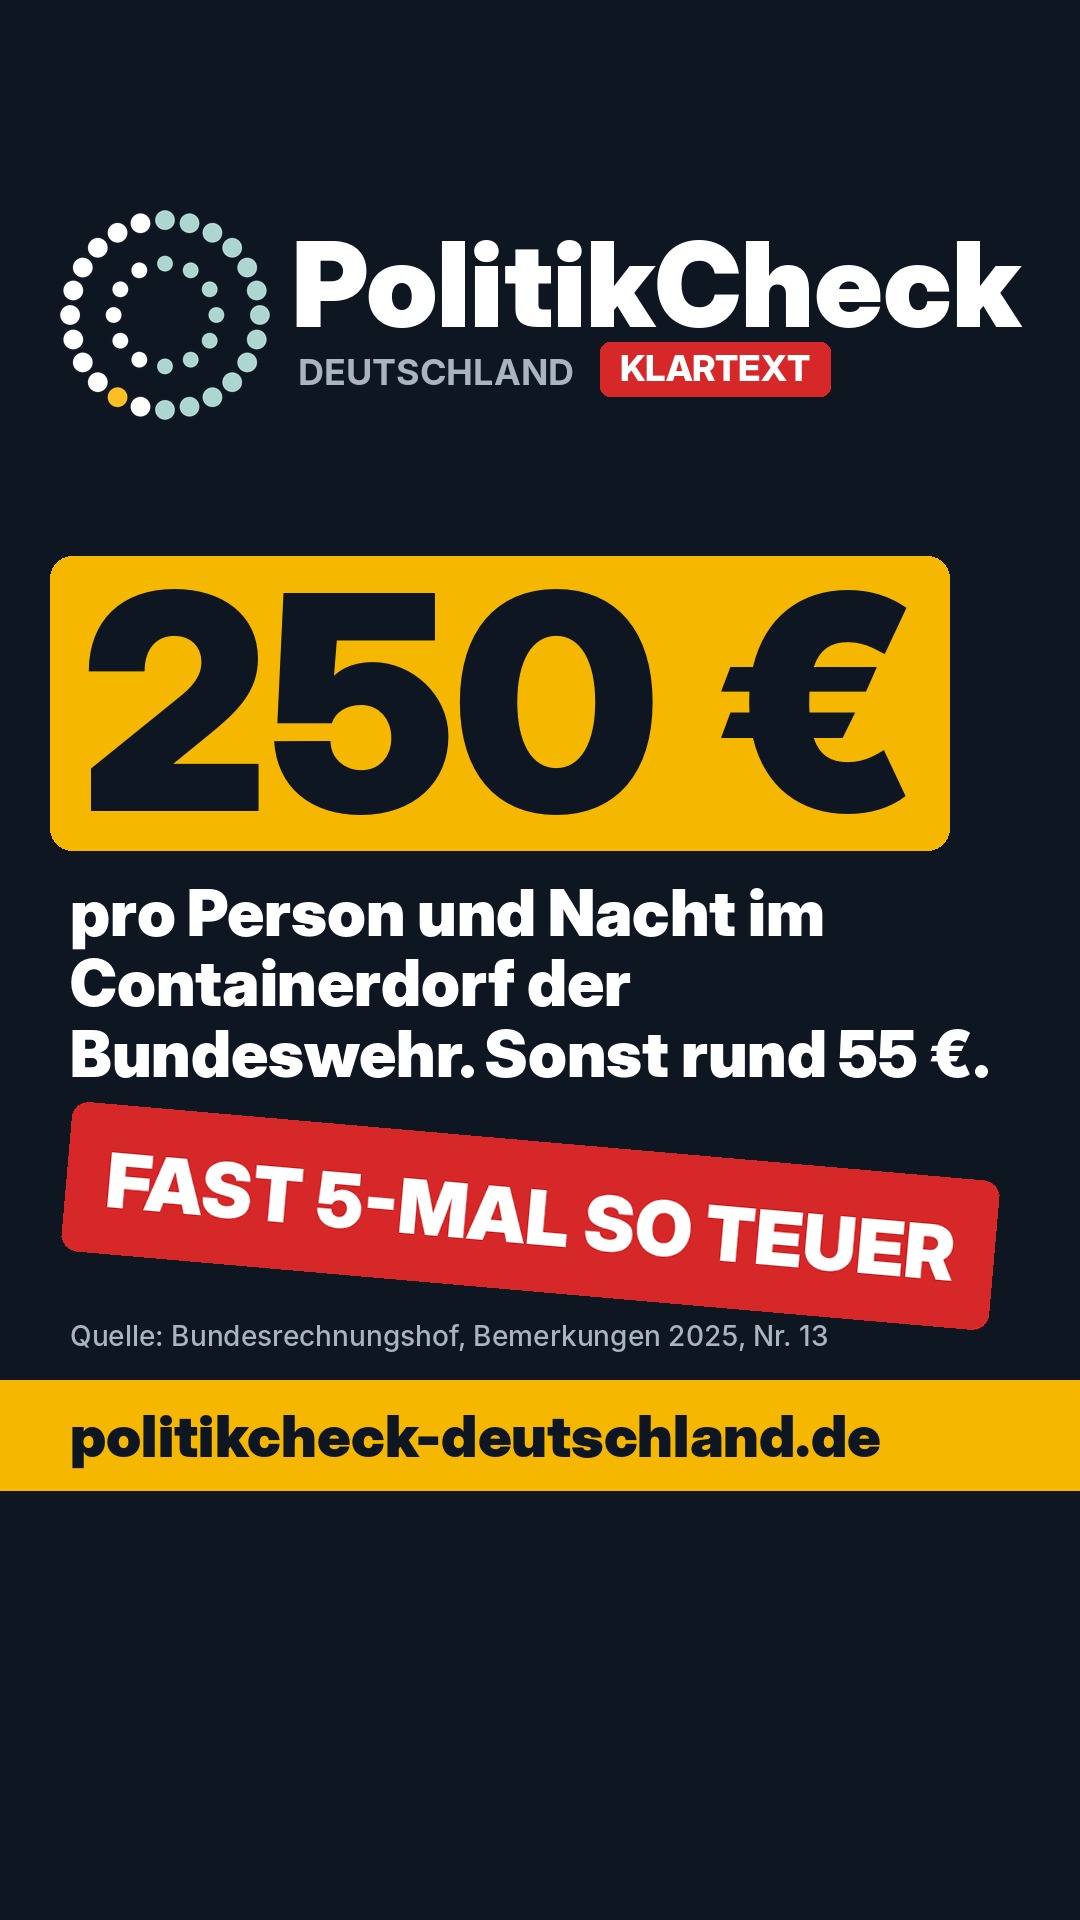 PolitikCheck
DEUTSCHLAND KLARTEXT
250 €
pro Person und Nacht im
Containerdorf der
Bundeswehr. Sonst rund 55 €.
FAST 5-MAL SO TEUER
Quelle: Bundesrechnungshof, Bemerkungen 2025, Nr. 13
politikcheck-deutschland.de